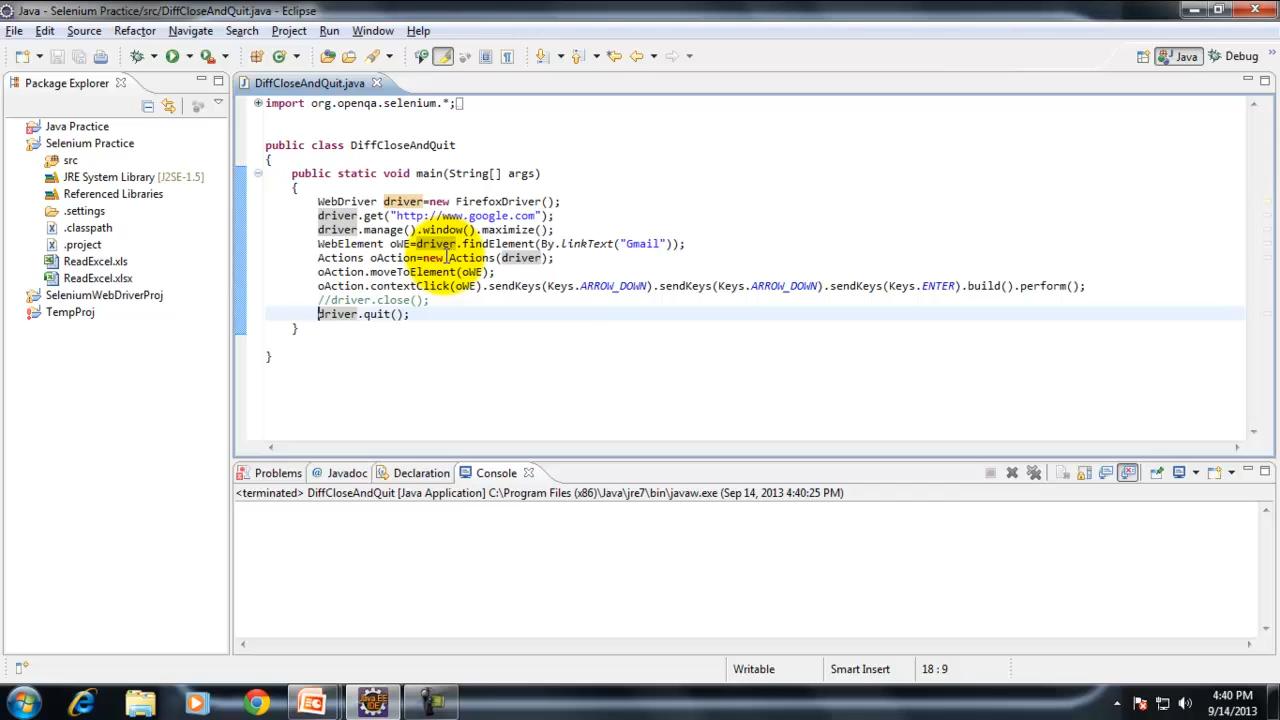 Java - Selenium Practice/src/DiffCloseAndQuit.java - Eclipse
File Edit Source Refactor Navigate Search Project Run Window Help
Java Debug
Package Explorer
DiffCloseAndQuit.java
Java Practice
Selenium Practice
src
JRE System Library [J2SE-1.5]
Referenced Libraries
.settings
.classpath
.project
ReadExcel.xls
ReadExcel.xlsx
SeleniumWebDriverProj
TempProj
import org.openqa.selenium.*;
public class DiffCloseAndQuit
{
public static void main(String[] args)
{
WebDriver driver=new FirefoxDriver();
driver.get("http://www.google.com");
driver.manage().window().maximize();
WebElement oWE=driver.findElement(By.linkText("Gmail"));
Actions oAction=new Actions(driver);
oAction.moveToElement(oWE);
oAction.contextClick(oWE).sendKeys(Keys.ARROW_DOWN).sendKeys(Keys.ARROW_DOWN).sendKeys(Keys.ENTER).build().perform();
//driver.close();
driver.quit();
}
}
Problems Javadoc Declaration Console
<terminated> DiffCloseAndQuit [Java Application] C:\Program Files (x86)\Java\jre7\bin\javaw.exe (Sep 14, 2013 4:40:25 PM)
Writable Smart Insert 18 : 9
4:40 PM
9/14/2013